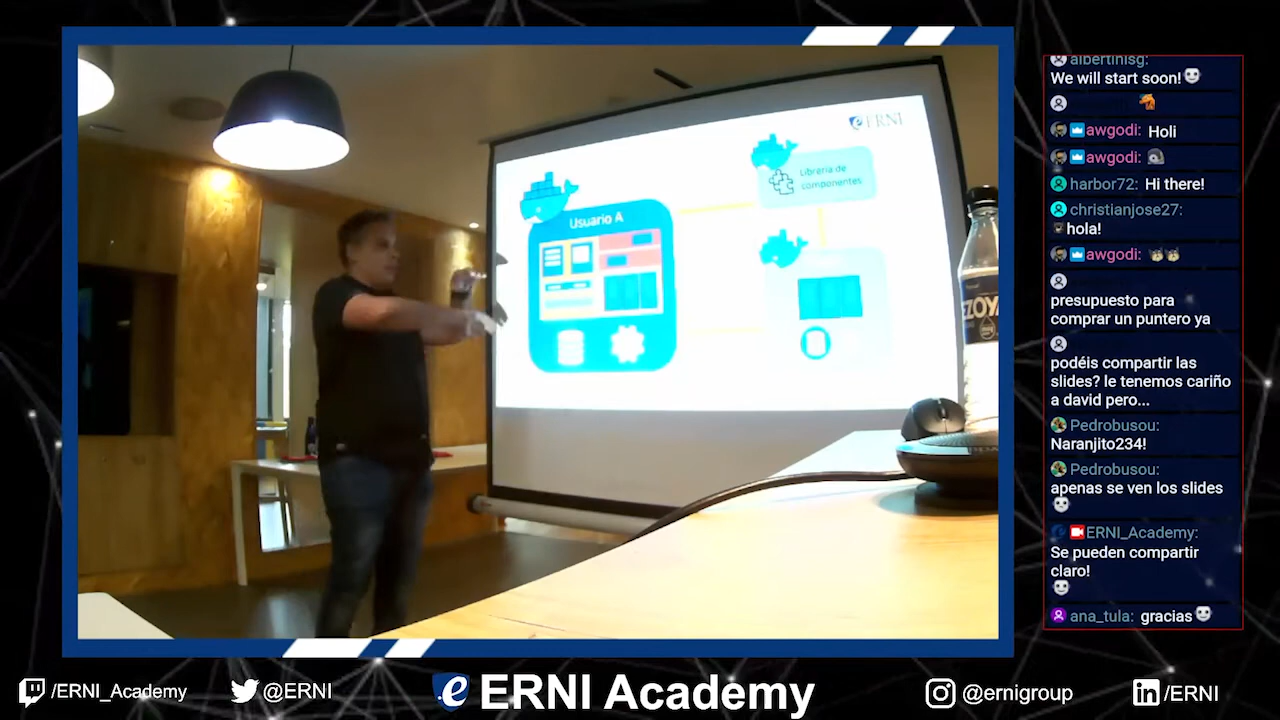 ERNI
Librería de
componentes
Usuario A
albertinisg:
We will start soon!
awgodi: Holi
awgodi:
harbor72: Hi there!
christianjose27:
hola!
awgodi:
presupuesto para
comprar un puntero ya
podéis compartir las
slides? le tenemos cariño
a david pero...
Pedrobusou:
Naranjito234!
Pedrobusou:
apenas se ven los slides
ERNI_Academy:
Se pueden compartir
claro!
ana_tula: gracias
/ERNI_Academy
@ERNI
ERNI Academy
@ernigroup
/ERNI